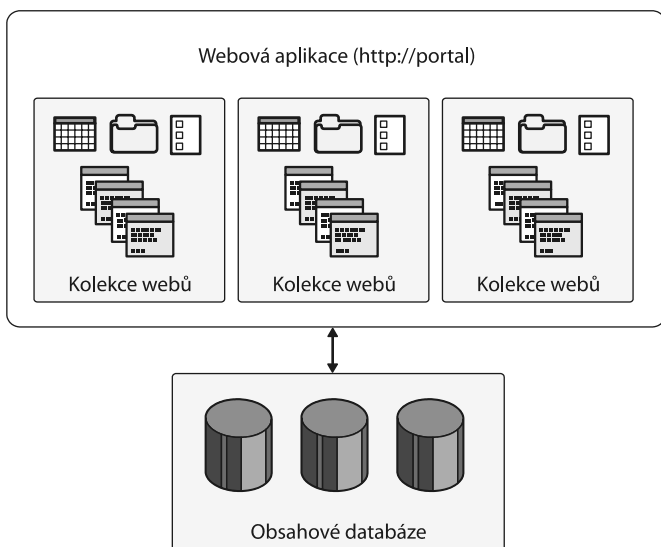 Webová aplikace (http://portal)
Kolekce webů
Kolekce webů
Kolekce webů
Obsahové databáze